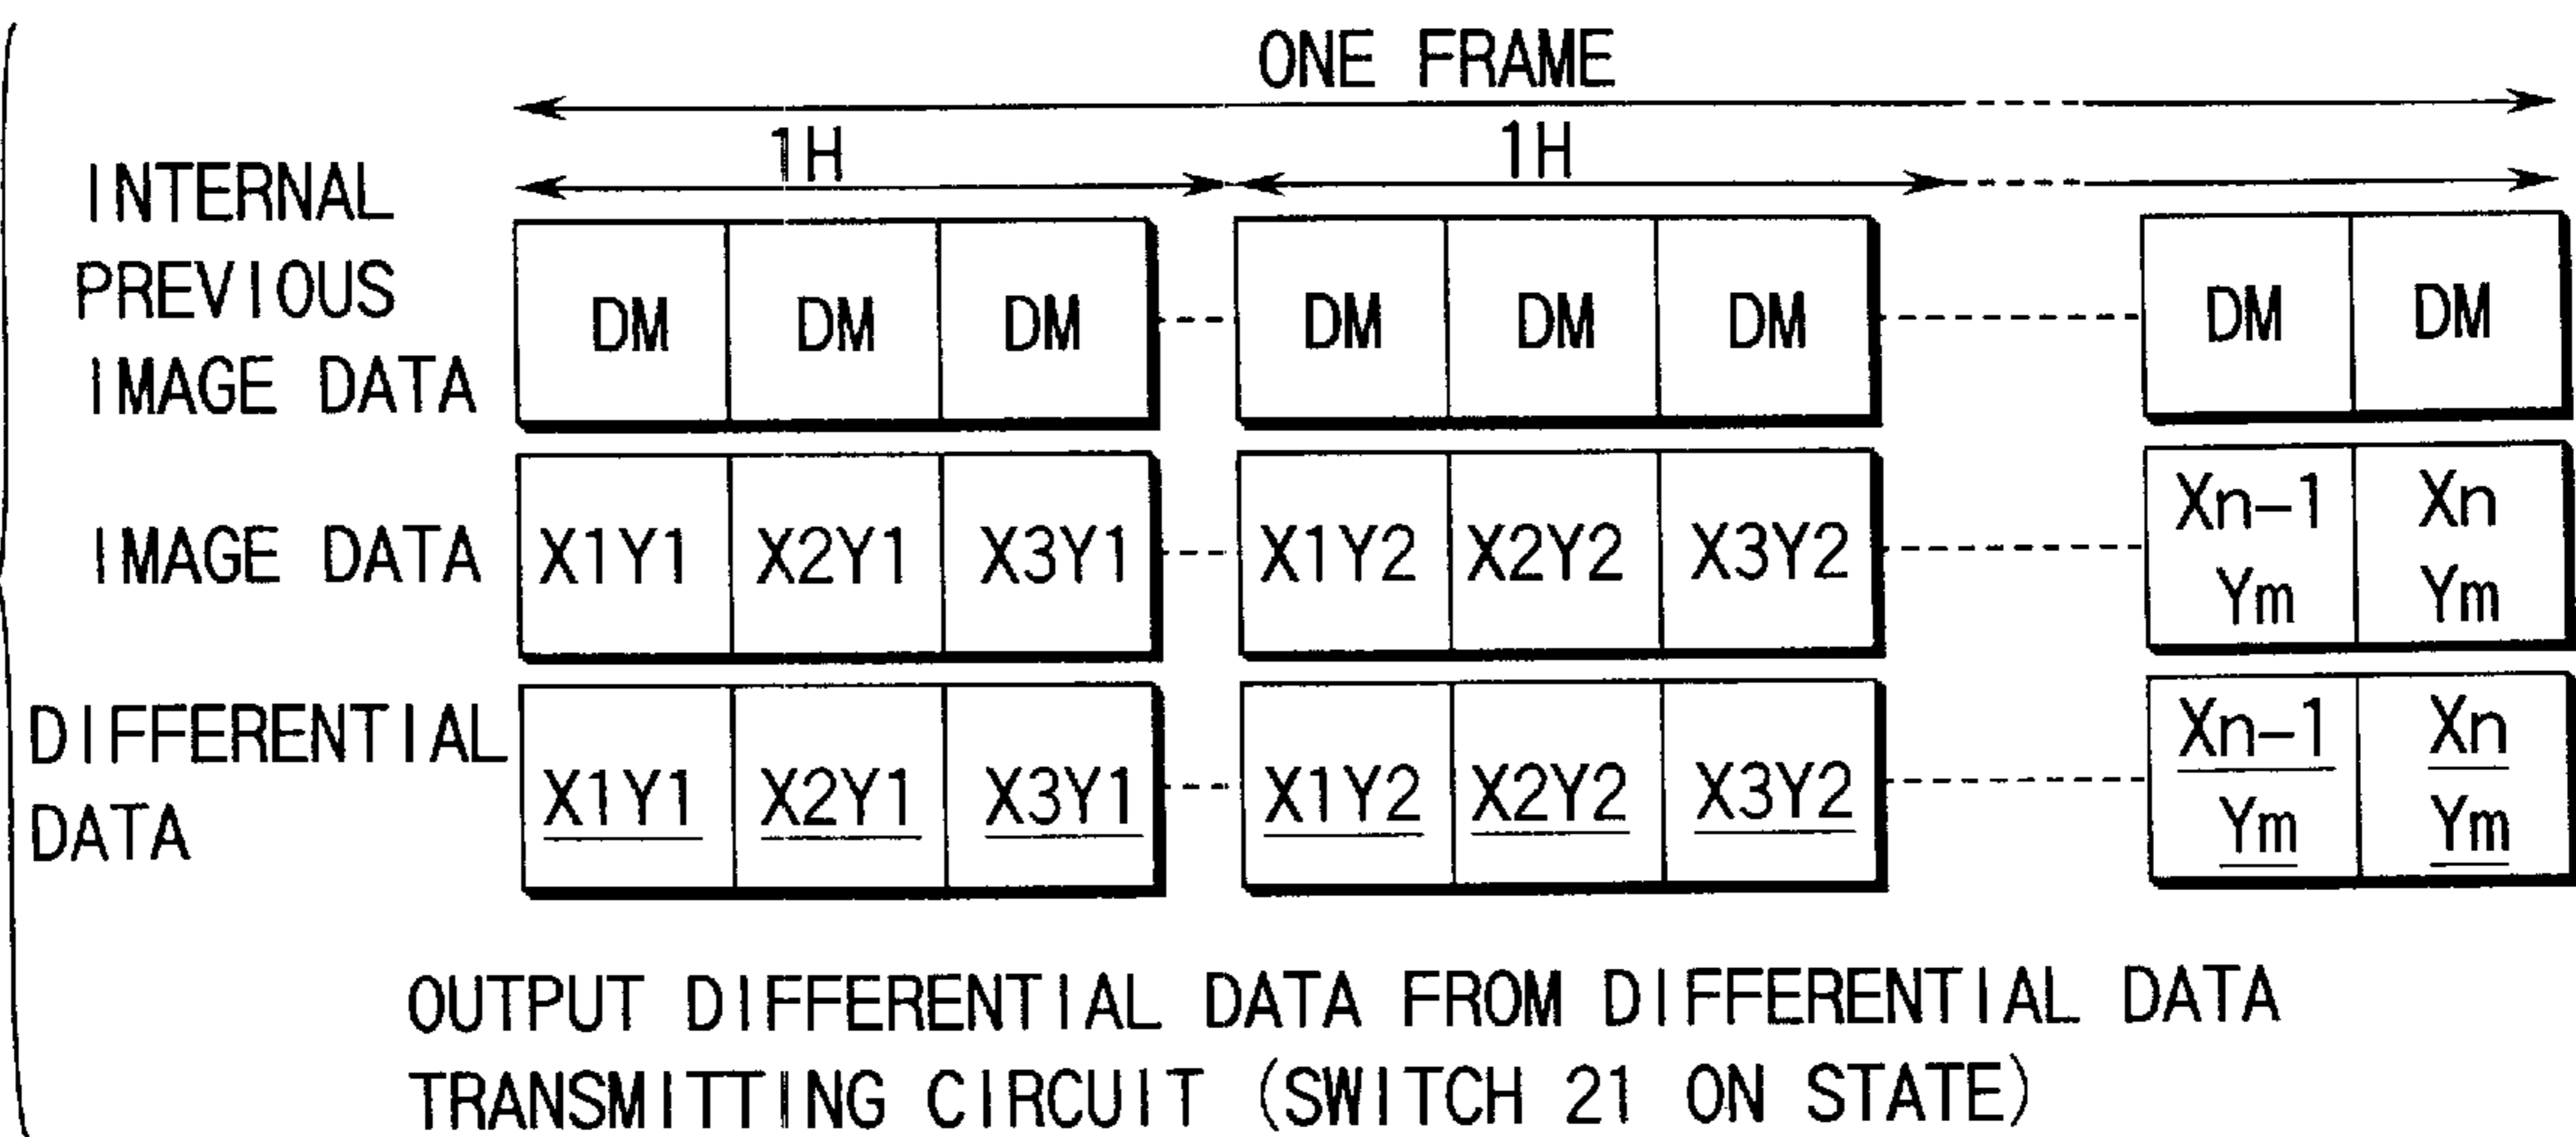 ONE FRAME
1H 1H
INTERNAL
PREVIOUS
IMAGE DATA
DM DM DM DM DM DM DM DM
IMAGE DATA
X1Y1 X2Y1 X3Y1 X1Y2 X2Y2 X3Y2
Xn-1 Xn
Ym Ym
DIFFERENTIAL
DATA
X1Y1 X2Y1 X3Y1 X1Y2 X2Y2 X3Y2
Xn-1 Xn
Ym Ym
OUTPUT DIFFERENTIAL DATA FROM DIFFERENTIAL DATA
TRANSMITTING CIRCUIT (SWITCH 21 ON STATE)